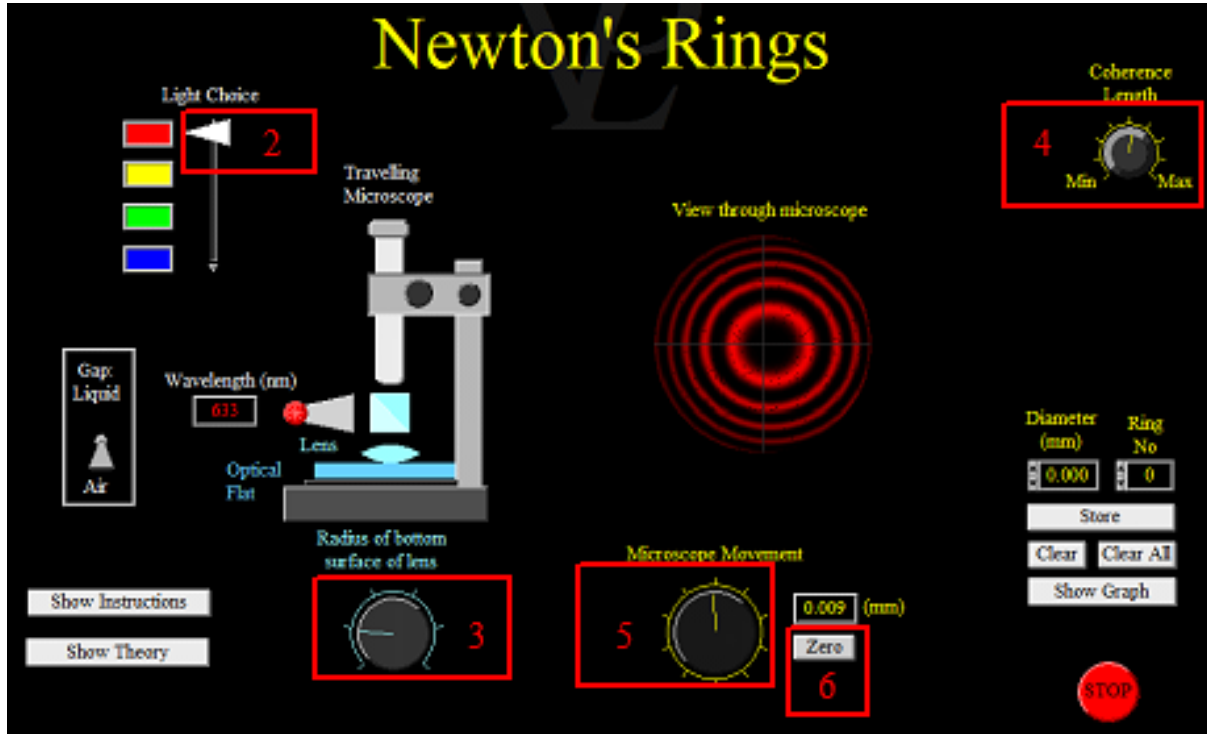 Newton's Rings
Light Choice
2
Coherence
Length
4
Min
Max
Travelling
Microscope
View through microscope
Gap:
Liquid
Air
Wavelength (nm)
633
Lens
Optical
Flat
Diameter
(mm)
Ring
No
0.000
0
Store
Clear
Clear All
Show Graph
Radius of bottom
surface of lens
3
Microscope Movement
5
0.009
(mm)
Zero
6
Show Instructions
Show Theory
STOP